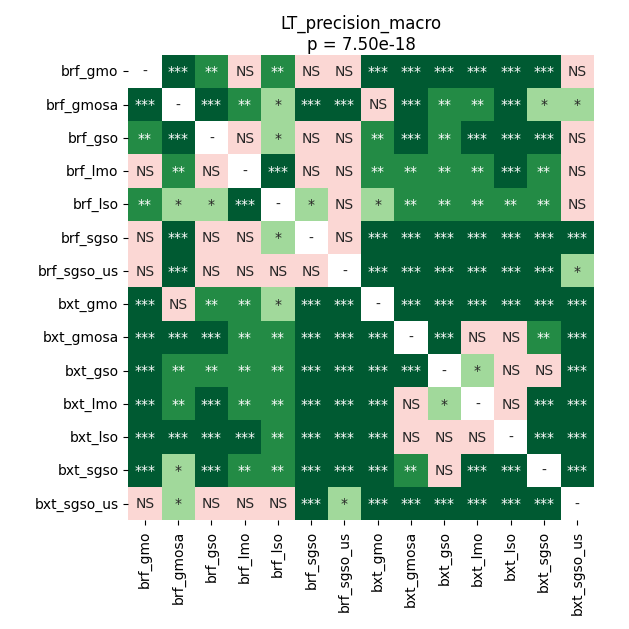 LT_precision_macro
p = 7.50e-18
brf_gmo - *** ** NS ** NS NS *** *** *** *** *** *** NS
brf_gmosa *** - *** ** * *** *** NS *** ** ** *** * *
brf_gso ** *** - NS * NS NS ** *** ** *** *** *** NS
brf_lmo NS ** NS - *** NS NS ** ** ** ** *** ** NS
brf_lso ** * * *** - * NS * ** ** ** ** ** NS
brf_sgso NS *** NS NS * - NS *** *** *** *** *** *** ***
brf_sgso_us NS *** NS NS NS NS - *** *** *** *** *** *** *
bxt_gmo *** NS ** ** * *** *** - *** *** *** *** *** ***
bxt_gmosa *** *** *** ** ** *** *** *** - *** NS NS ** ***
bxt_gso *** ** ** ** ** *** *** *** *** - * NS NS ***
bxt_lmo *** ** *** ** ** *** *** *** NS * - NS *** ***
bxt_lso *** *** *** *** ** *** *** *** NS NS NS - *** ***
bxt_sgso *** * *** ** ** *** *** *** ** NS *** *** - ***
bxt_sgso_us NS * NS NS NS *** * *** *** *** *** *** *** -
brf_gmo
brf_gmosa
brf_gso
brf_lmo
brf_lso
brf_sgso
brf_sgso_us
bxt_gmo
bxt_gmosa
bxt_gso
bxt_lmo
bxt_lso
bxt_sgso
bxt_sgso_us